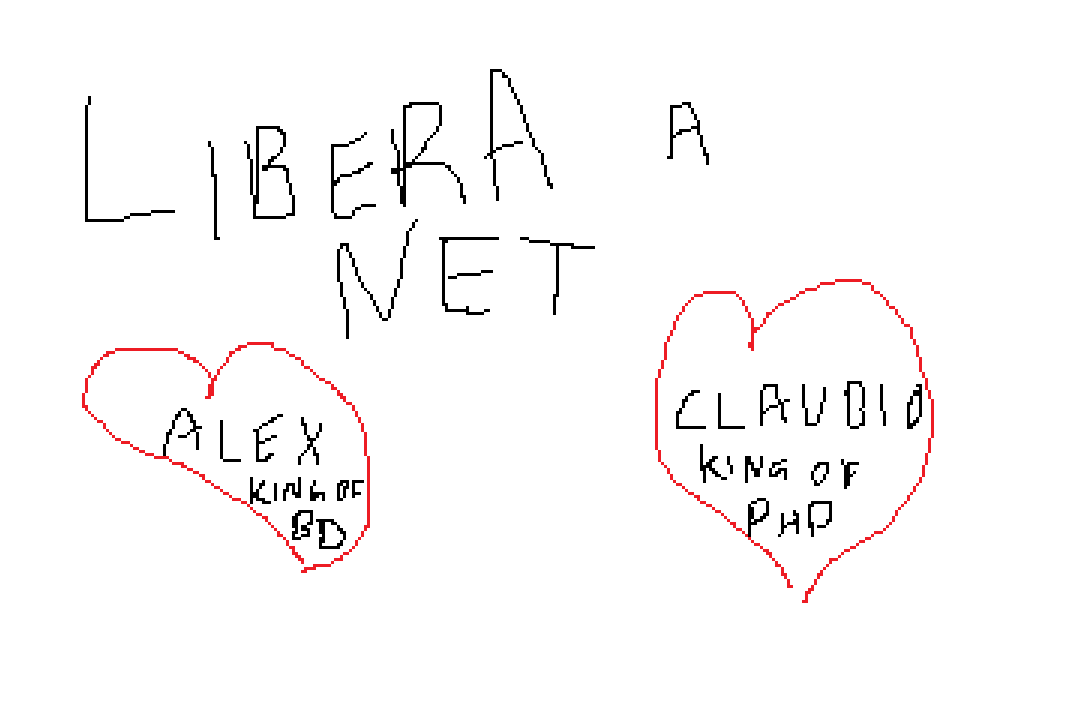 LIBERA A
NET
ALEX
KING OF
BD
CLAUDIO
KING OF
PHP